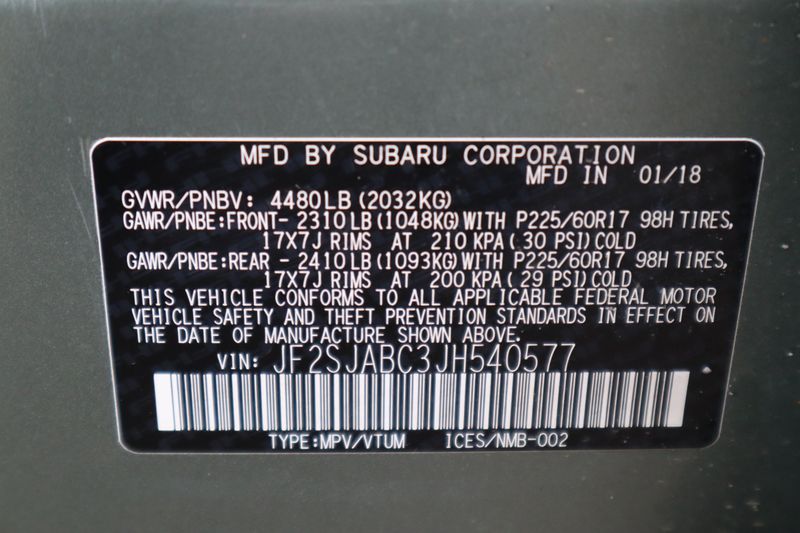 MFD BY SUBARU CORPORATION
MFD IN 01/18
GVWR/PNBV: 4480LB (2032KG)
GAWR/PNBE:FRONT- 2310LB (1048KG) WITH P225/60R17 98H TIRES,
17X7J RIMS AT 210 KPA ( 30 PSI) COLD
GAWR/PNBE:REAR - 2410LB (1093KG) WITH P225/60R17 98H TIRES,
17X7J RIMS AT 200 KPA ( 29 PSI) COLD
THIS VEHICLE CONFORMS TO ALL APPLICABLE FEDERAL MOTOR
VEHICLE SAFETY AND THEFT PREVENTION STANDARDS IN EFFECT ON
THE DATE OF MANUFACTURE SHOWN ABOVE.
VIN: JF2SJABC3JH540577
TYPE:MPV/VTUM ICES/NMB-002